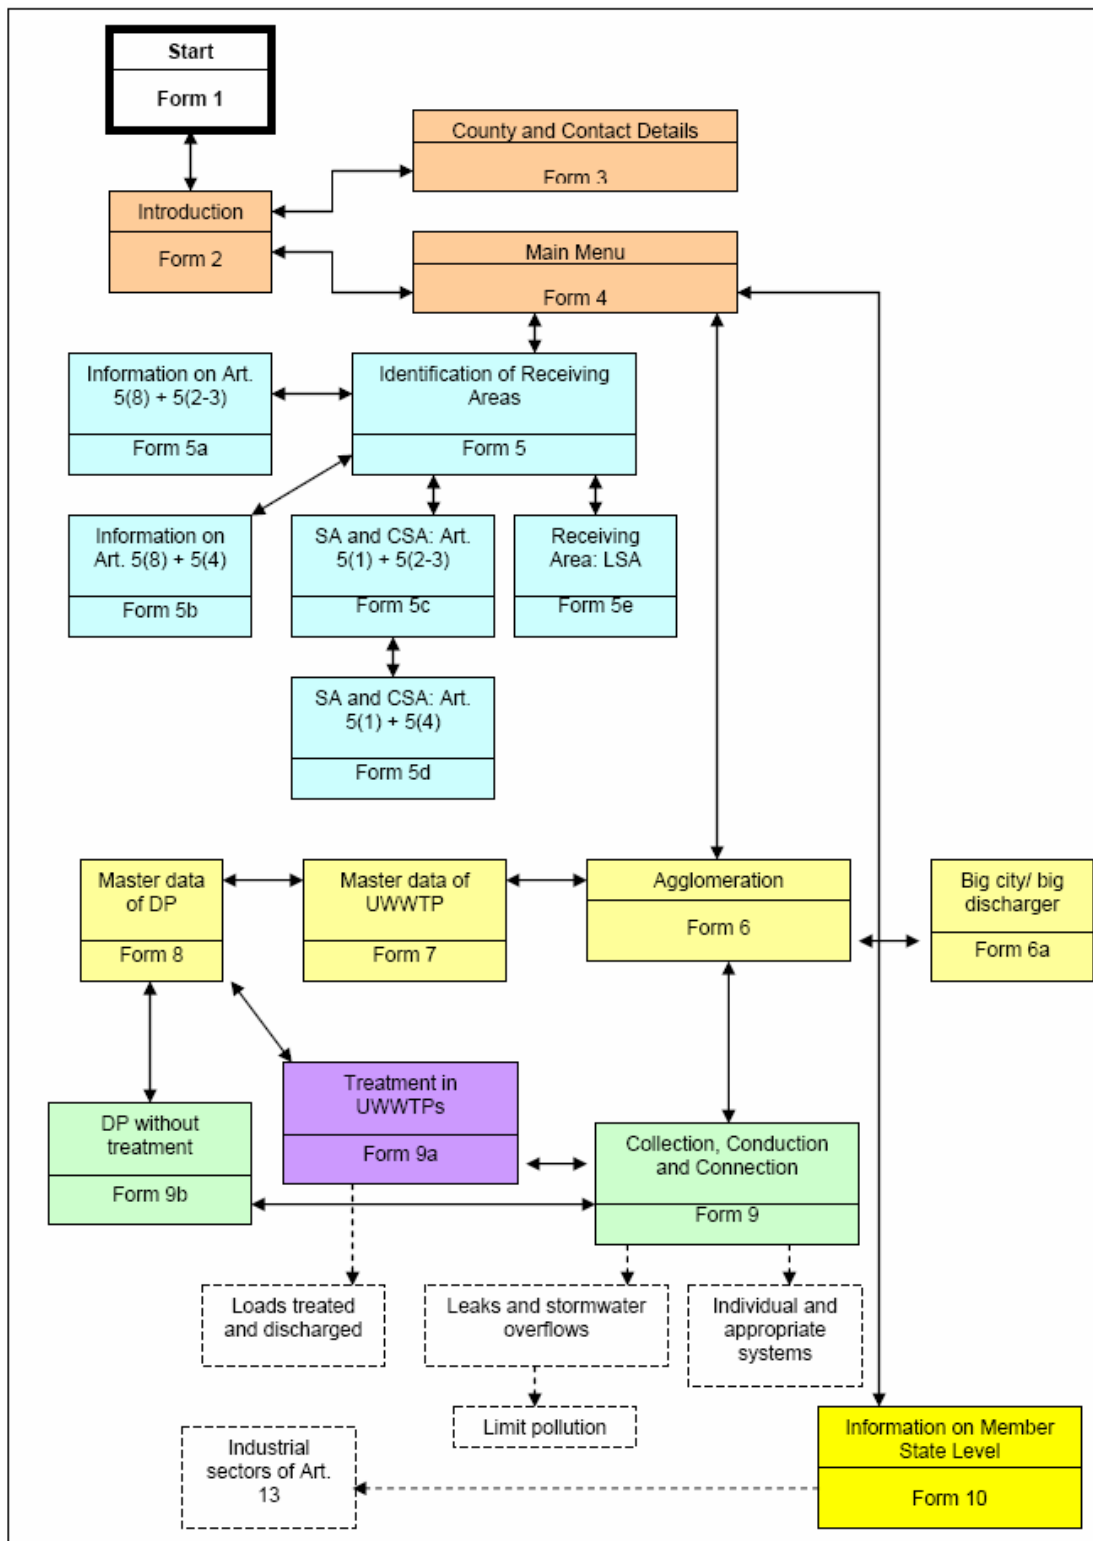 Start
Form 1
County and Contact Details
Form 3
Introduction
Form 2
Main Menu
Form 4
Information on Art.
5(8) + 5(2-3)
Form 5a
Identification of Receiving
Areas
Form 5
Information on
Art. 5(8) + 5(4)
Form 5b
SA and CSA: Art.
5(1) + 5(2-3)
Form 5c
Receiving
Area: LSA
Form 5e
SA and CSA: Art.
5(1) + 5(4)
Form 5d
Master data
of DP
Form 8
Master data of
UWWTP
Form 7
Agglomeration
Form 6
Big city/ big
discharger
Form 6a
Treatment in
UWWTPs
Form 9a
DP without
treatment
Form 9b
Collection, Conduction
and Connection
Form 9
Loads treated
and discharged
Leaks and stormwater
overflows
Individual and
appropriate
systems
Limit pollution
Industrial
sectors of Art.
13
Information on Member
State Level
Form 10